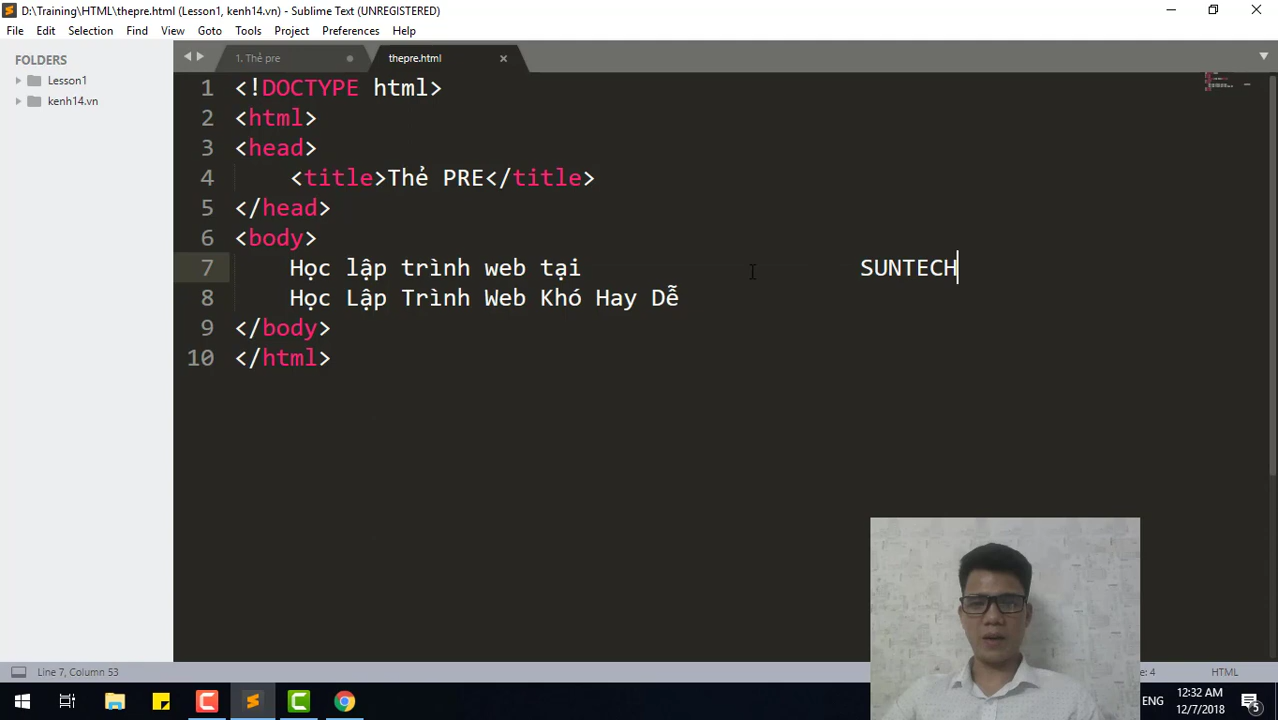 D:\Training\HTML\thepre.html (Lesson1, kenh14.vn) - Sublime Text (UNREGISTERED)
File Edit Selection Find View Goto Tools Project Preferences Help
FOLDERS
Lesson1
kenh14.vn
1. Thẻ pre
thepre.html
1 <!DOCTYPE html>
2 <html>
3 <head>
4 <title>Thẻ PRE</title>
5 </head>
6 <body>
7 Học lập trình web tại SUNTECH
8 Học Lập Trình Web Khó Hay Dễ
9 </body>
10 </html>
Line 7, Column 53
e: 4
HTML
ENG
12:32 AM
12/7/2018
5